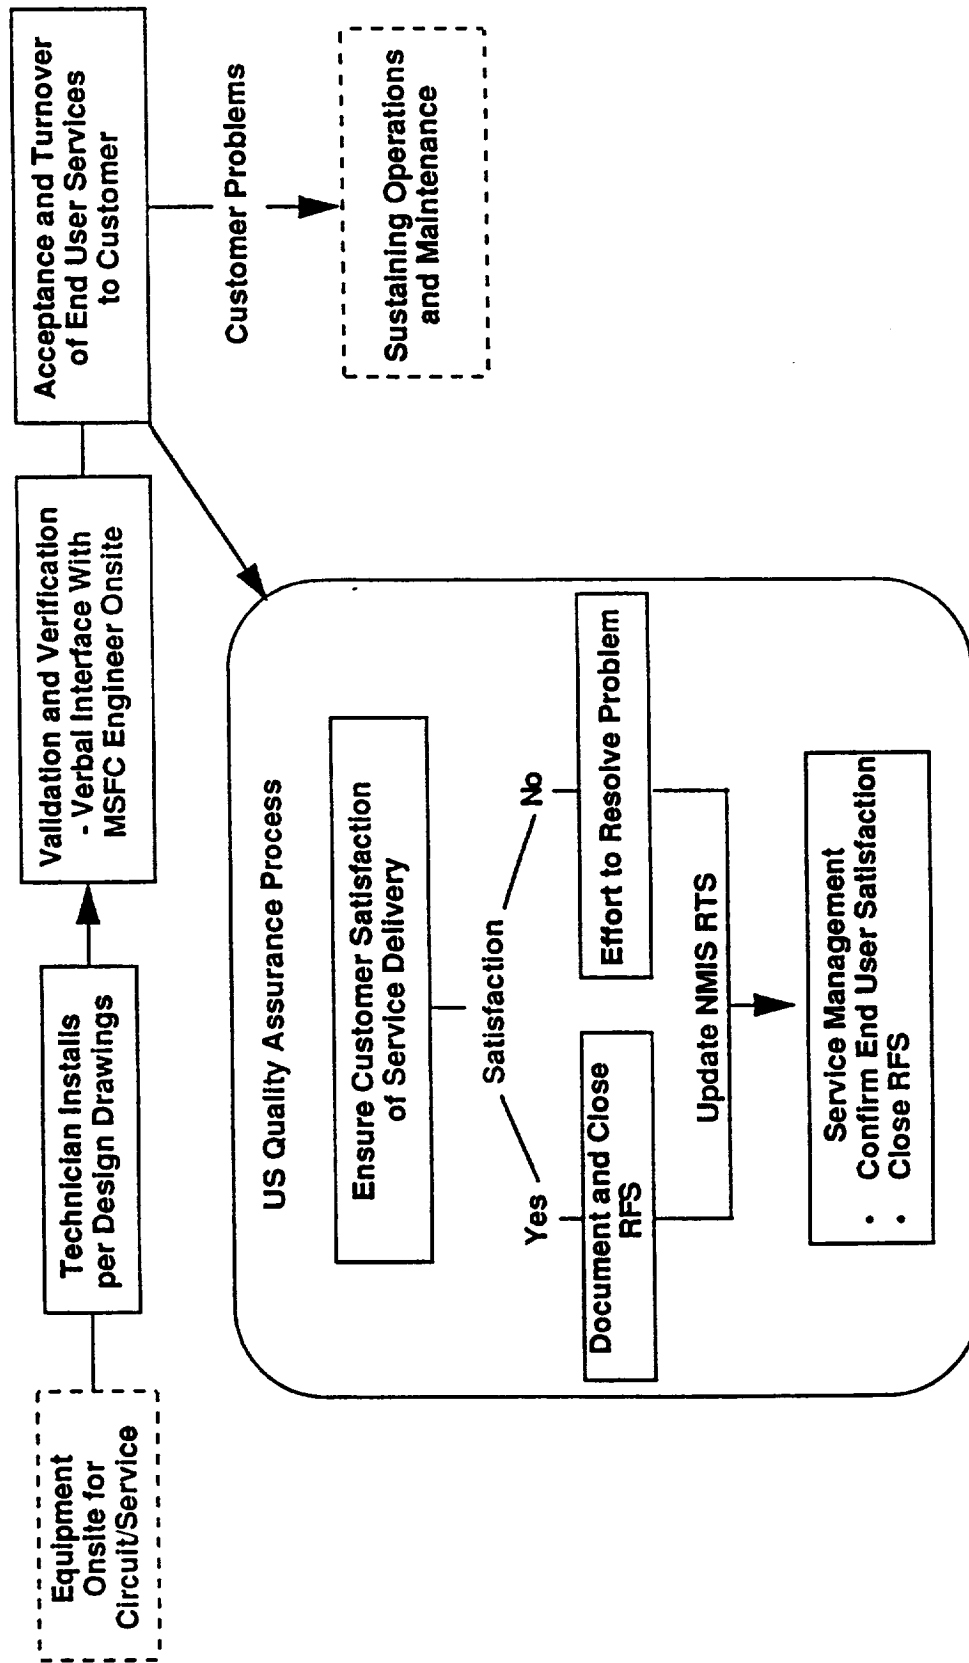 Equipment
Onsite for
Circuit/Service
Technician Installs
per Design Drawings
Validation and Verification
- Verbal Interface With
MSFC Engineer Onsite
Acceptance and Turnover
of End User Services
to Customer
Customer Problems
Sustaining Operations
and Maintenance
US Quality Assurance Process
Ensure Customer Satisfaction
of Service Delivery
Satisfaction
Yes
No
Document and Close
RFS
Effort to Resolve Problem
Update NMIS RTS
Service Management
• Confirm End User Satisfaction
• Close RFS